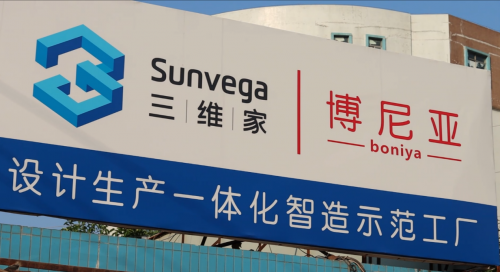 Sunvega
三维家
博尼亚
boniya
设计生产一体化智造示范工厂